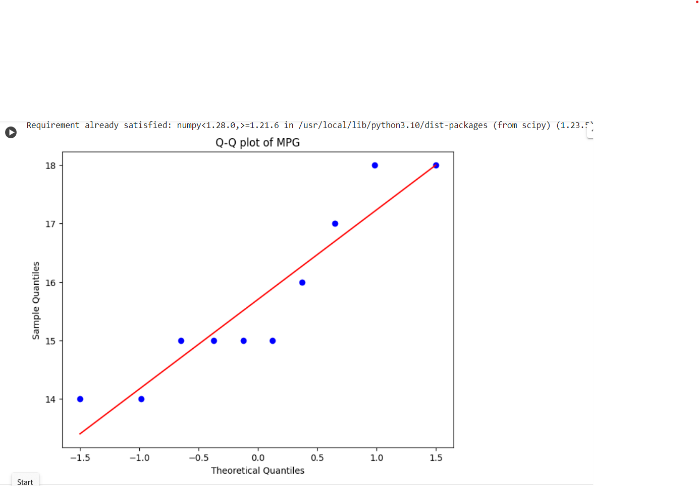 Requirement already satisfied: numpy<1.28.0,>=1.21.6 in /usr/local/lib/python3.10/dist-packages (from scipy) (1.23.5)
Q-Q plot of MPG
18
17
16
15
14
Sample Quantiles
−1.5 −1.0 −0.5 0.0 0.5 1.0 1.5
Theoretical Quantiles
Start